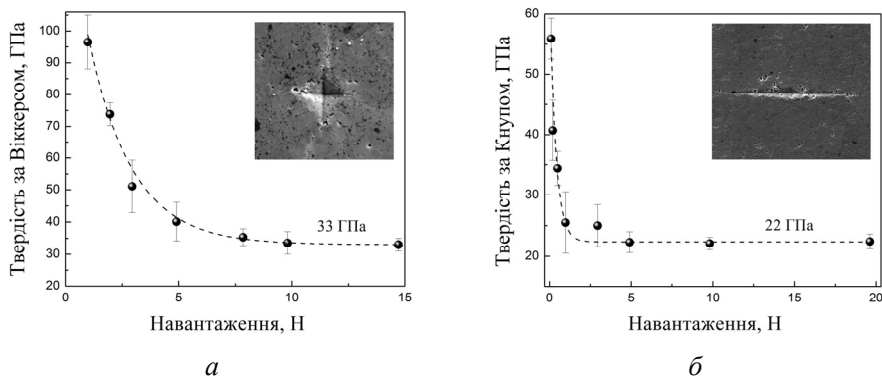 Твердість за Віккерсом, ГПа
100
90
80
70
60
50
40
30
20
33 ГПа
0
5
10
15
Навантаження, Н
а
Твердість за Кнупом, ГПа
60
50
40
30
20
22 ГПа
0
5
10
15
20
Навантаження, Н
б